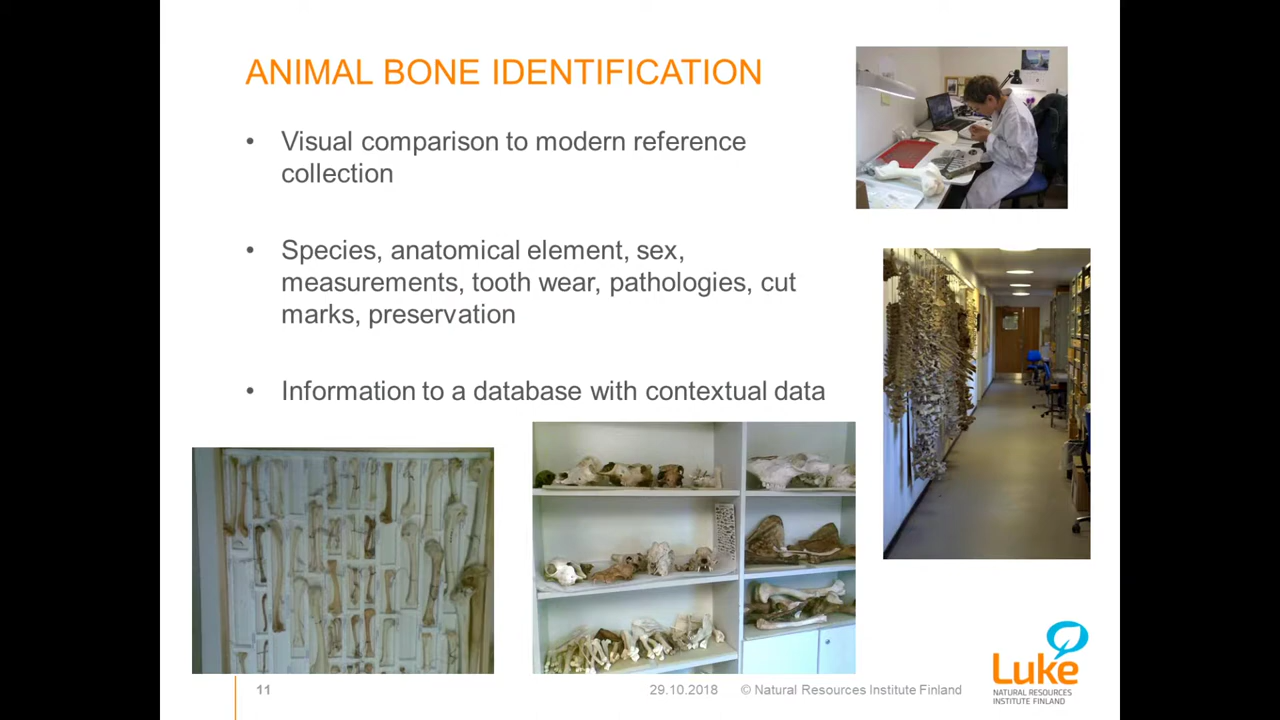 ANIMAL BONE IDENTIFICATION
• Visual comparison to modern reference
collection
• Species, anatomical element, sex,
measurements, tooth wear, pathologies, cut
marks, preservation
• Information to a database with contextual data
Luke
NATURAL RESOURCES
INSTITUTE FINLAND
11
29.10.2018
© Natural Resources Institute Finland